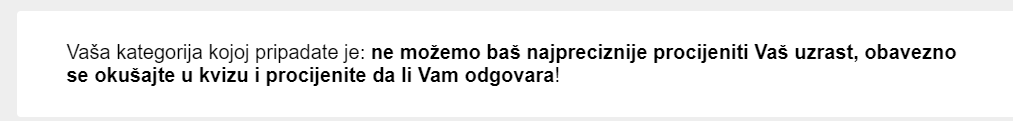 Vaša kategorija kojoj pripadate je: ne možemo baš najpreciznije procijeniti Vaš uzrast, obavezno
se okušajte u kvizu i procijenite da li Vam odgovara!